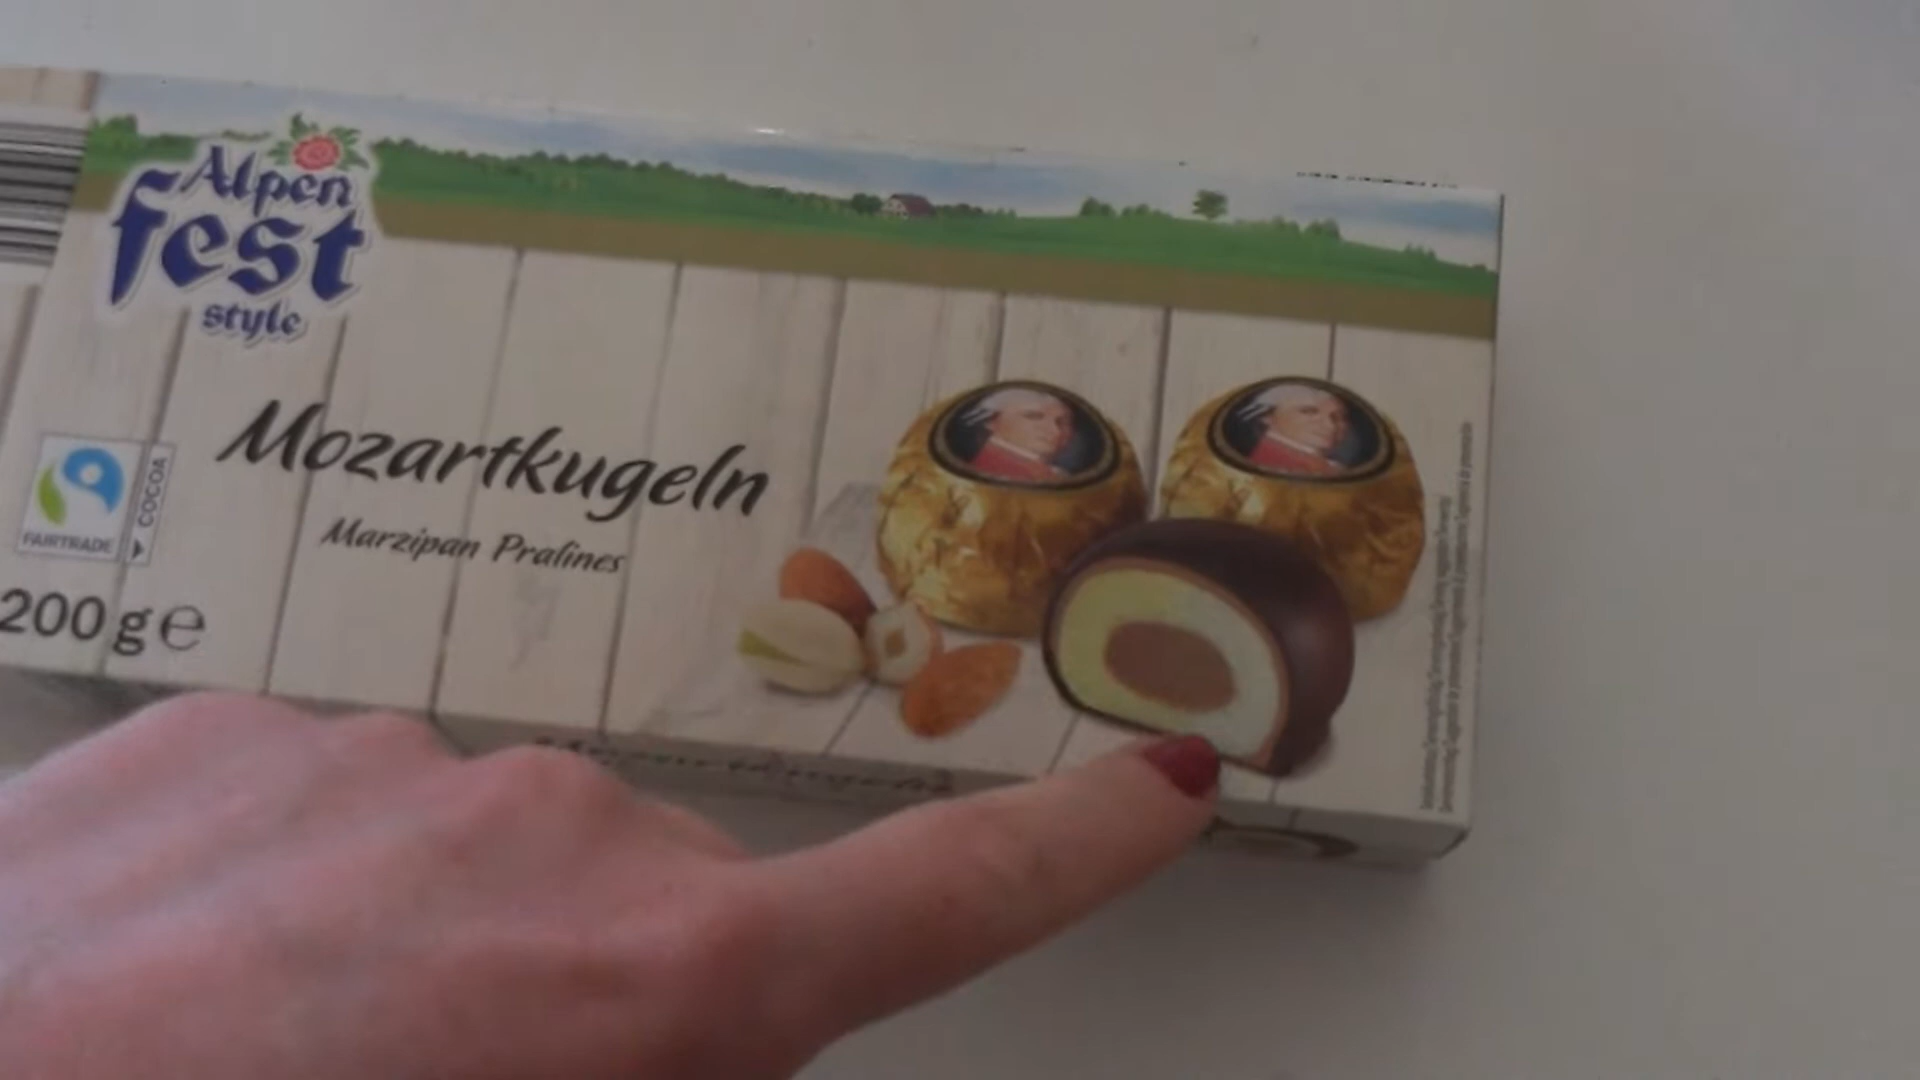 Alpen
fest
style
Mozartkugeln
Marzipan Pralines
FAIRTRADE
COCOA
200 g e